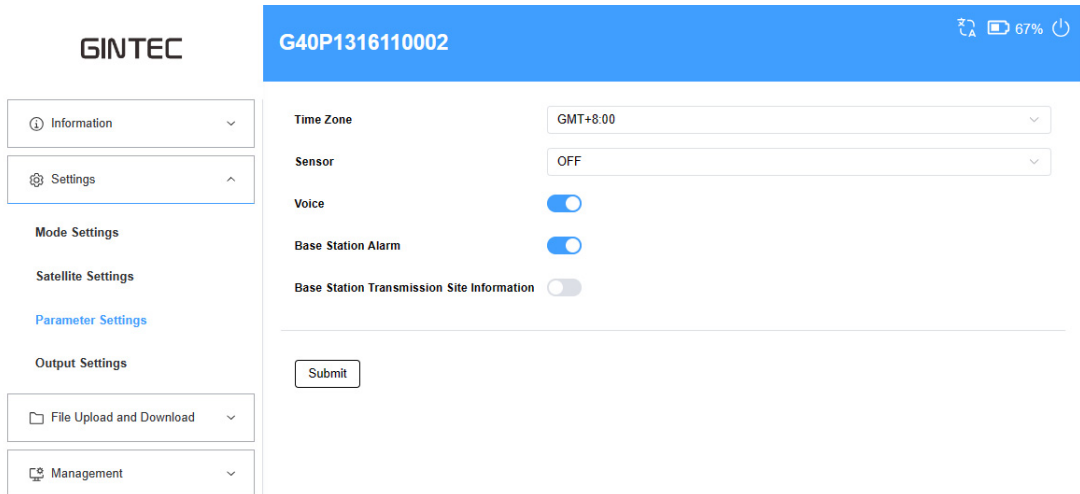 GINTEC
G40P1316110002
67%
Information
Settings
Mode Settings
Satellite Settings
Parameter Settings
Output Settings
File Upload and Download
Management
Time Zone
GMT+8:00
Sensor
OFF
Voice
Base Station Alarm
Base Station Transmission Site Information
Submit